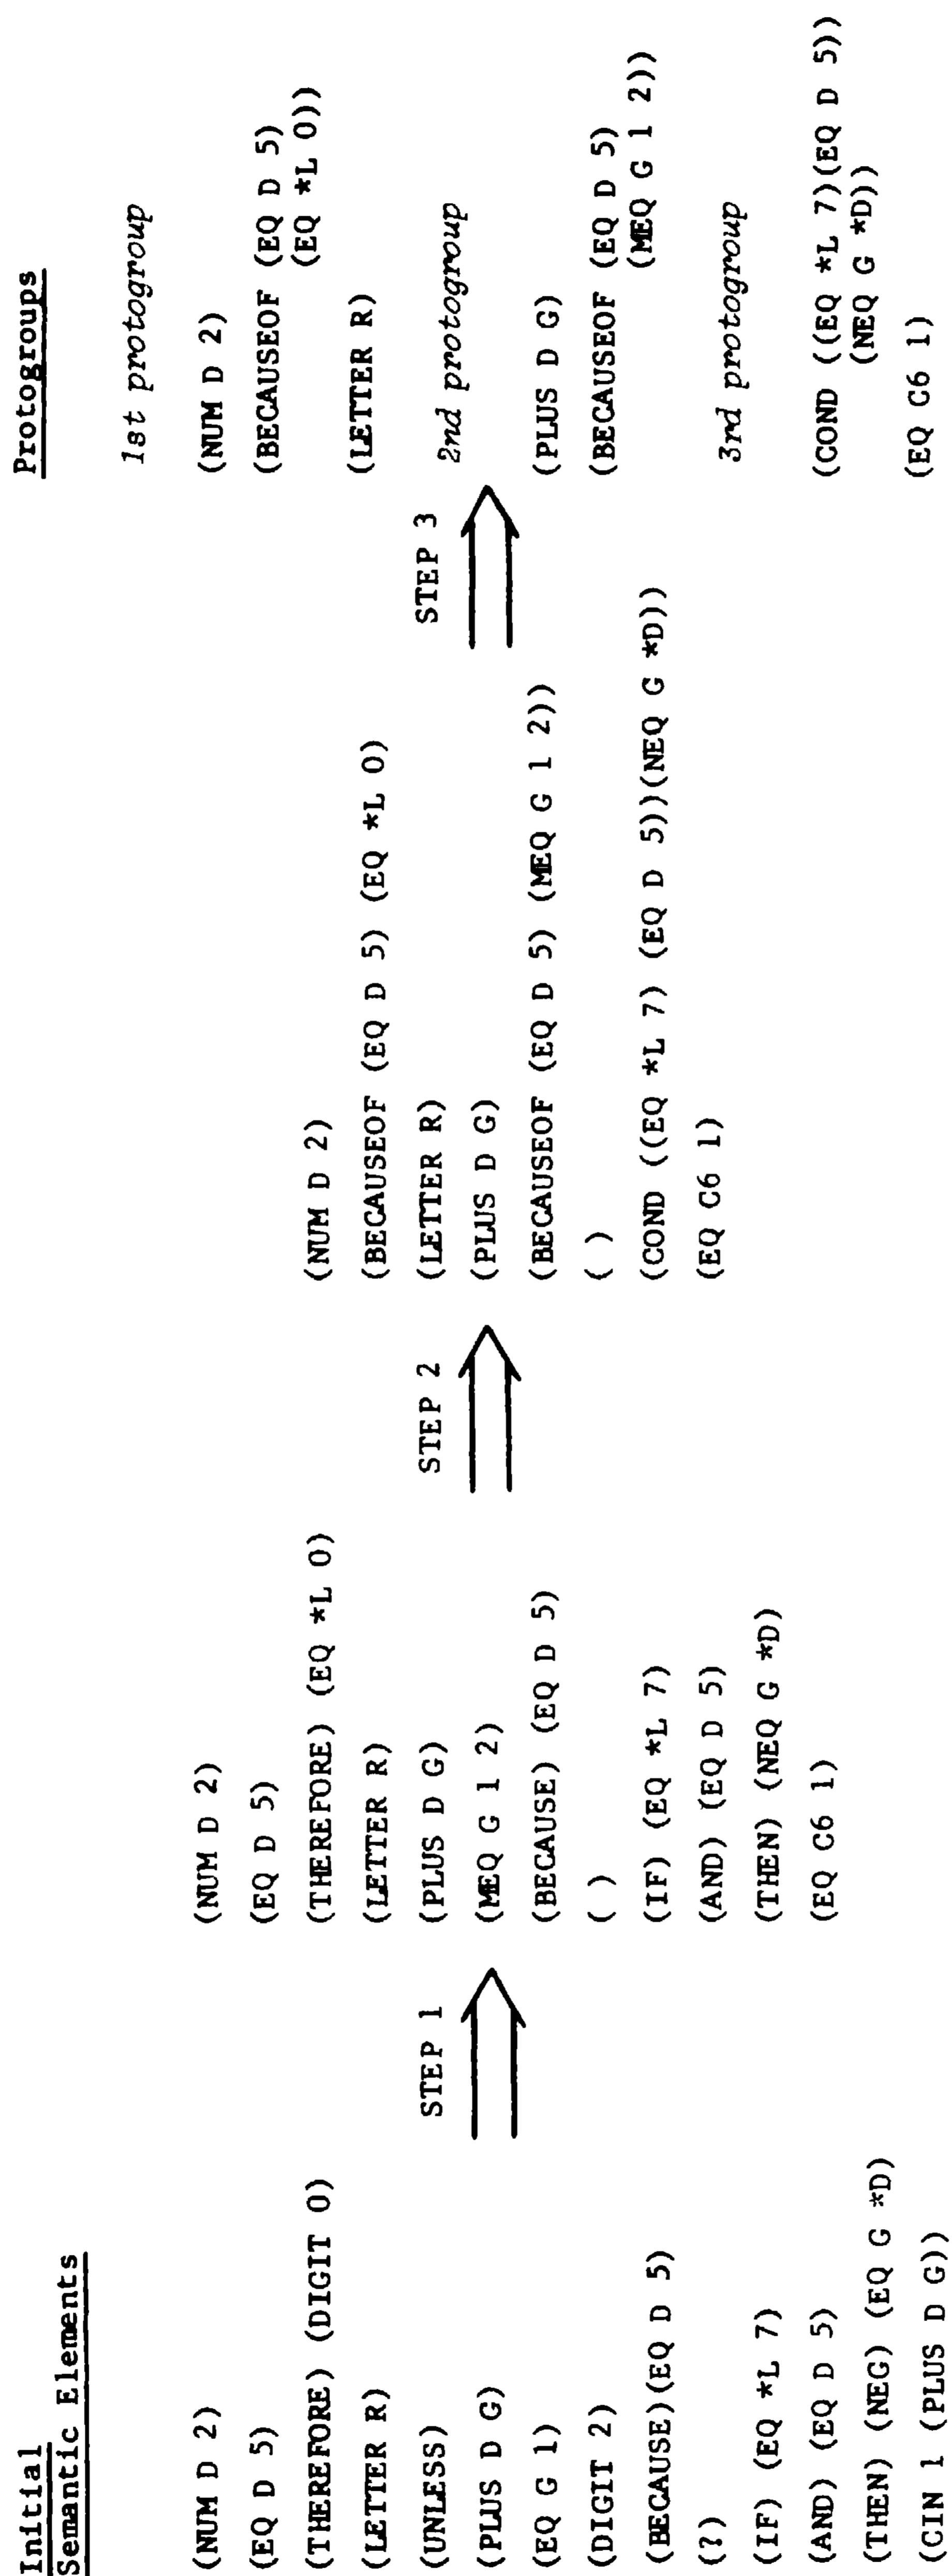 Initial
Semantic Elements
(NUM D 2)
(EQ D 5)
(THEREFORE) (DIGIT 0)
(LETTER R)
(UNLESS)
(PLUS D G)
(EQ G 1)
(DIGIT 2)
(BECAUSE)(EQ D 5)
(?)
(IF) (EQ *L 7)
(AND) (EQ D 5)
(THEN) (NEG) (EQ G *D)
(CIN 1 (PLUS D G))
STEP 1
(NUM D 2)
(EQ D 5)
(THEREFORE) (EQ *L 0)
(LETTER R)
(PLUS D G)
(MEQ G 1 2)
(BECAUSE) (EQ D 5)
( )
(IF) (EQ *L 7)
(AND) (EQ D 5)
(THEN) (NEQ G *D)
(EQ C6 1)
STEP 2
(NUM D 2)
(BECAUSEOF (EQ D 5) (EQ *L 0)
(LETTER R)
(PLUS D G)
(BECAUSEOF (EQ D 5) (MEQ G 1 2))
( )
(COND ((EQ *L 7) (EQ D 5))(NEQ G *D))
(EQ C6 1)
STEP 3
Protogroups
1st protogroup
(NUM D 2)
(BECAUSEOF (EQ D 5)
(EQ *L 0))
(LETTER R)
2nd protogroup
(PLUS D G)
(BECAUSEOF (EQ D 5)
(MEQ G 1 2))
3rd protogroup
(COND ((EQ *L 7)(EQ D 5))
(NEQ G *D))
(EQ C6 1)